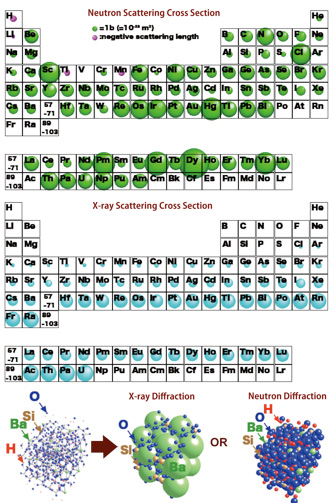 Neutron Scattering Cross Section
H He
=1b (=10⁻²⁸ m²)
:negative scattering length
Li Be B C N O F Ne
Na Mg Al Si P S Cl Ar
K Ca Sc Ti V Cr Mn Fe Co Ni Cu Zn Ga Ge As Se Br Kr
Rb Sr Y Zr Nb Mo Tc Ru Rh Pd Ag Cd In Sn Sb Te I Xe
Ca Ba 57 -71 Hf Ta W Re Os Ir Pt Au Hg Tl Pb Bi Po At Rn
Fr Ra 89 -103
57 -71 La Ce Pr Nd Pm Sm Eu Gd Tb Dy Ho Er Tm Yb Lu
89 -103 Ac Th Pa U Np Pu Am Cm Bk Cf Es Fm Md No Lr
X-ray Scattering Cross Section
H He
Li Be B C N O F Ne
Na Mg Al Si P S Cl Ar
K Ca Sc Ti V Cr Mn Fe Co Ni Cu Zn Ga Ge As Se Br Kr
Rb Sr Y Zr Nb Mo Tc Ru Rh Pd Ag Cd In Sn Sb Te I Xe
Ca Ba 57 -71 Hf Ta W Re Os Ir Pt Au Hg Tl Pb Bi Po At Rn
Fr Ra 89 -103
57 -71 La Ce Pr Nd Pm Sm Eu Gd Tb Dy Ho Er Tm Yb Lu
89 -103 Ac Th Pa U Np Pu Am Cm Bk Cf Es Fm Md No Lr
O
Si
Ba
H
X-ray Diffraction
O
Si
Ba
OR
Neutron Diffraction
H
O
Ba
Si